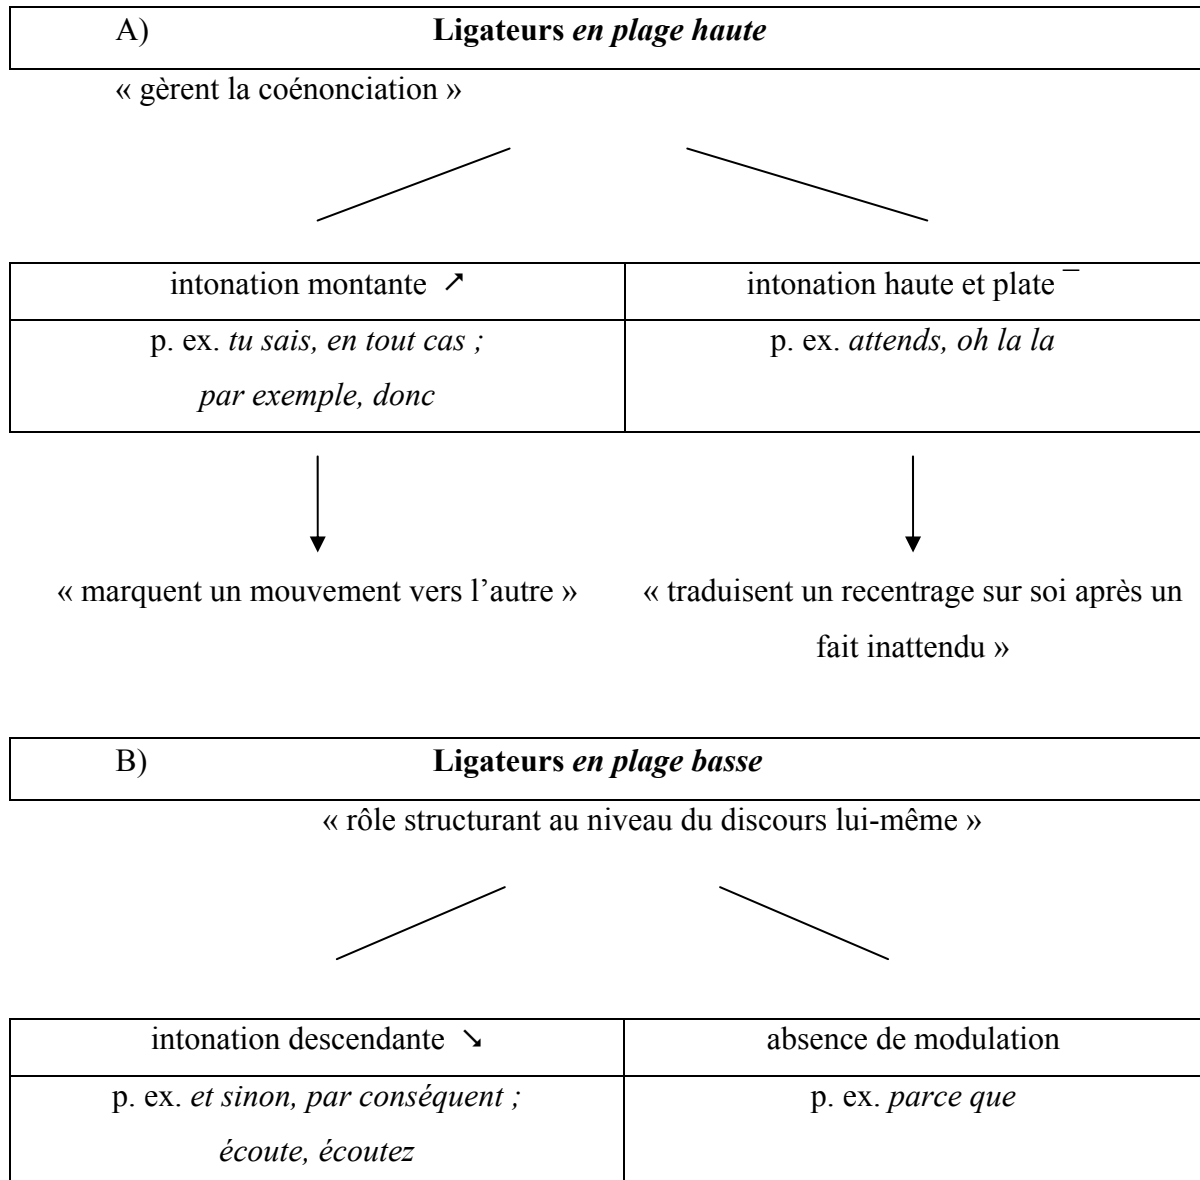 A) Ligateurs en plage haute
« gèrent la coénonciation »
intonation montante ↗
intonation haute et plate ¯
p. ex. tu sais, en tout cas ;
par exemple, donc
p. ex. attends, oh la la
« marquent un mouvement vers l’autre »
« traduisent un recentrage sur soi après un
fait inattendu »
B) Ligateurs en plage basse
« rôle structurant au niveau du discours lui-même »
intonation descendante ↘
absence de modulation
p. ex. et sinon, par conséquent ;
écoute, écoutez
p. ex. parce que